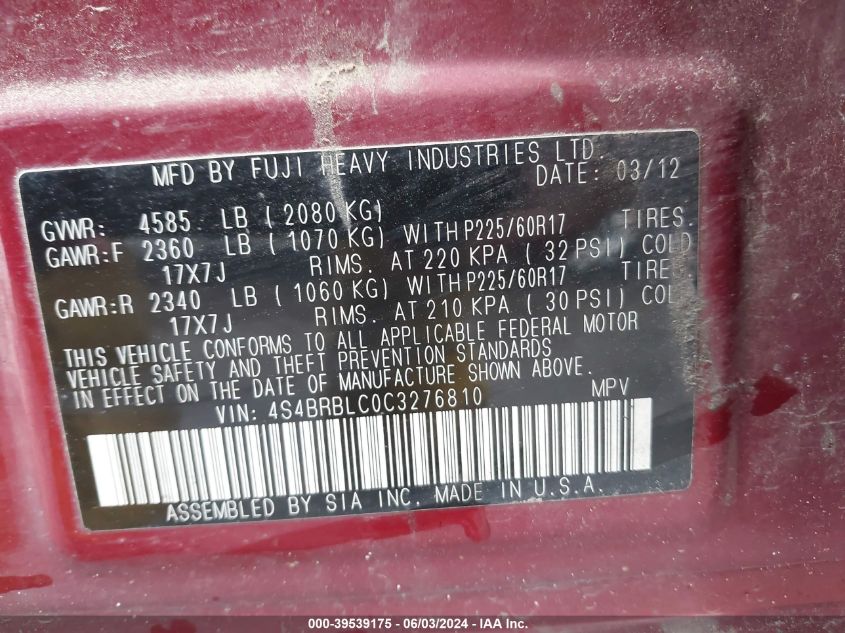 MFD BY FUJI HEAVY INDUSTRIES LTD.
DATE: 03/12
GVWR: 4585 LB ( 2080 KG)
GAWR:F 2360 LB ( 1070 KG) WITH P225/60R17 TIRES.
17X7J RIMS. AT 220 KPA ( 32 PSI) COLD
GAWR:R 2340 LB ( 1060 KG) WITH P225/60R17 TIRES.
17X7J RIMS. AT 210 KPA ( 30 PSI) COLD
THIS VEHICLE CONFORMS TO ALL APPLICABLE FEDERAL MOTOR
VEHICLE SAFETY AND THEFT PREVENTION STANDARDS
IN EFFECT ON THE DATE OF MANUFACTURE SHOWN ABOVE.
VIN: 4S4BRBLC0C3276810 MPV
ASSEMBLED BY SIA INC. MADE IN U.S.A.
000-39539175 - 06/03/2024 - IAAI.com